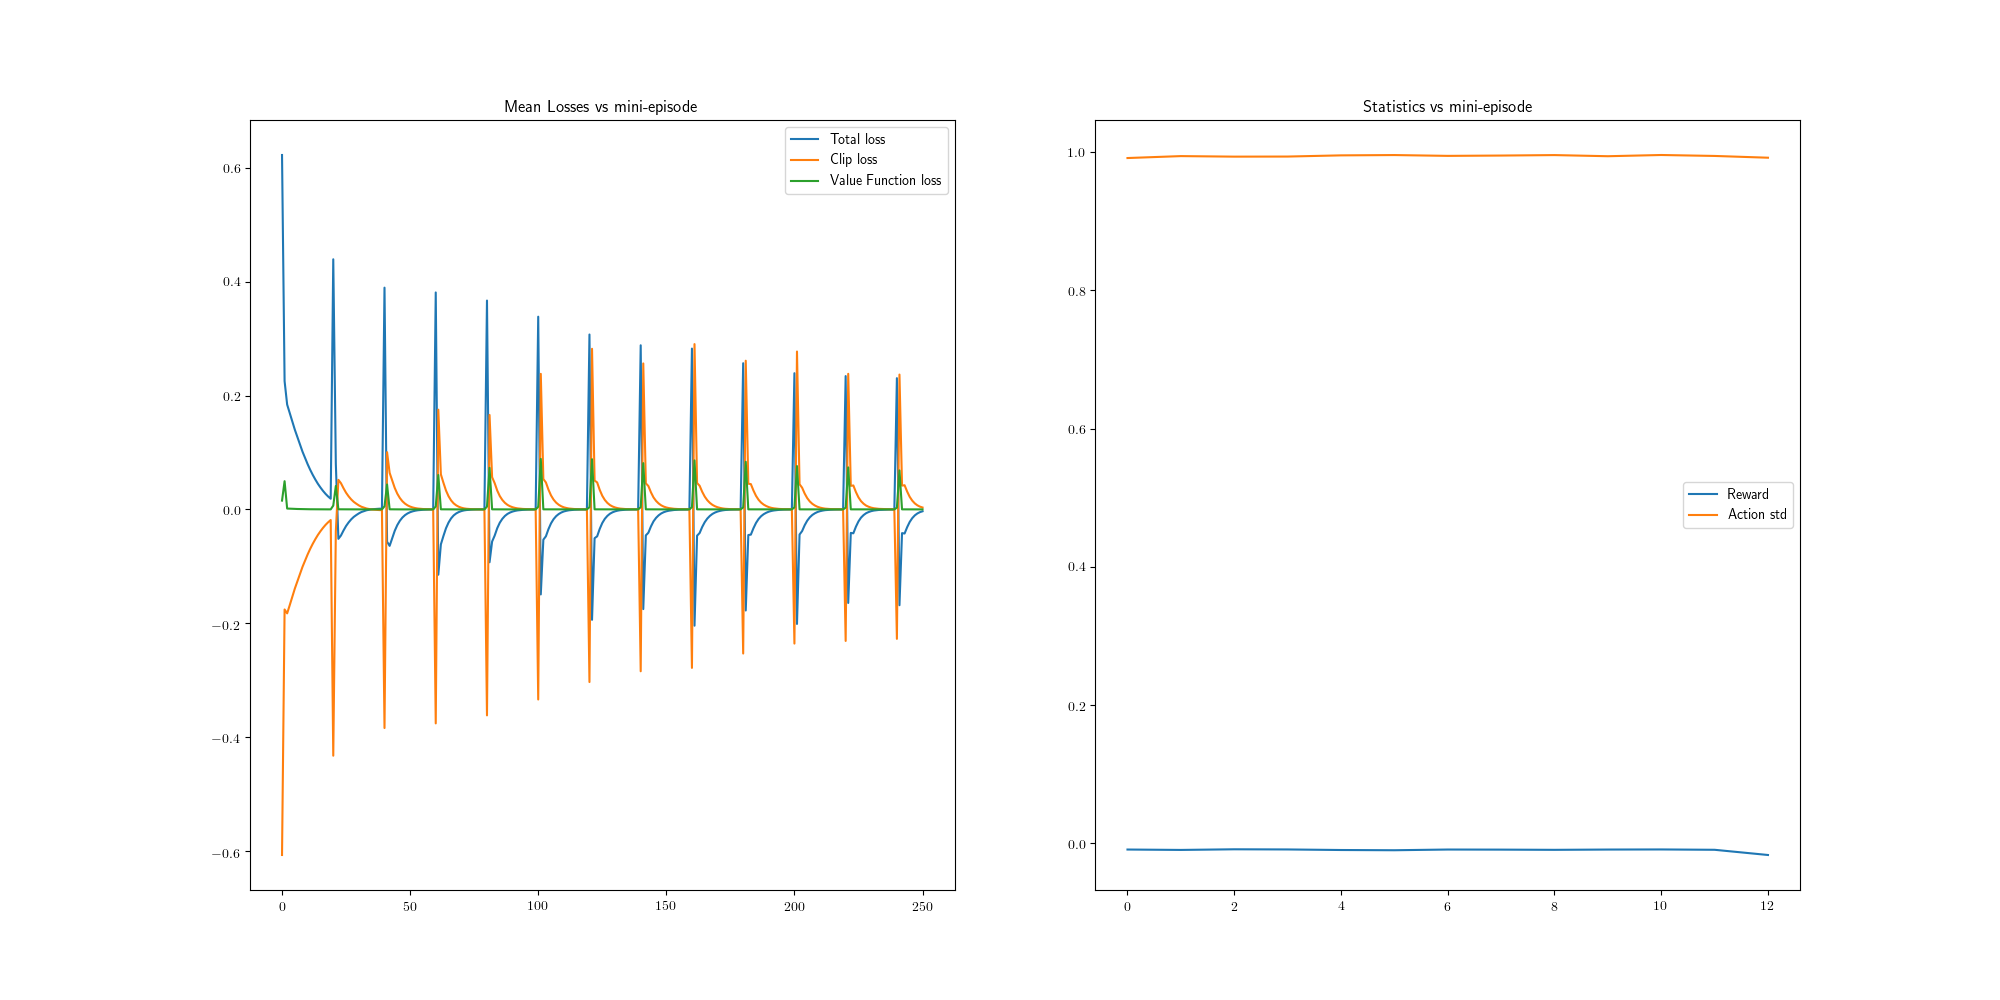 Mean Losses vs mini-episode
Total loss
Clip loss
Value Function loss
0.6
0.4
0.2
0.0
−0.2
−0.4
−0.6
0 50 100 150 200 250
Statistics vs mini-episode
1.0
0.8
0.6
0.4
0.2
0.0
Reward
Action std
0 2 4 6 8 10 12